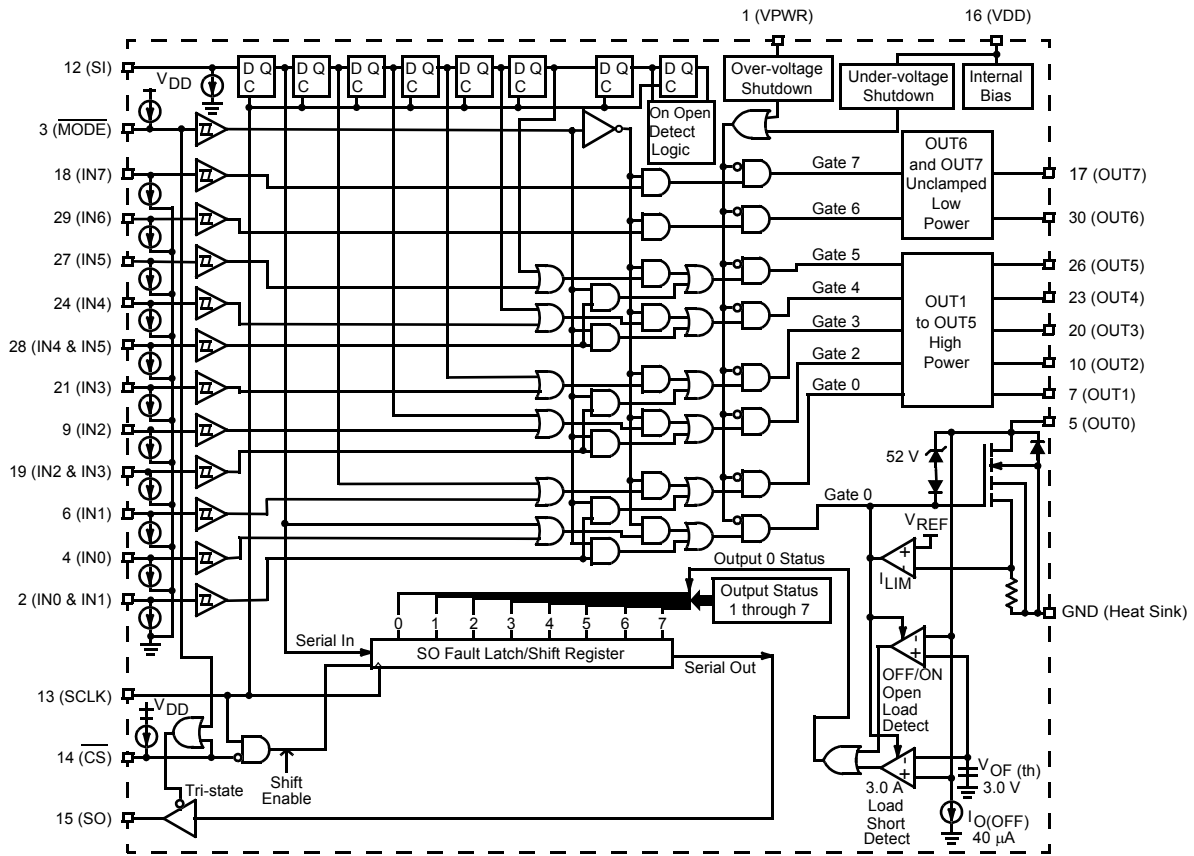 1 (VPWR)
16 (VDD)
12 (SI)
VDD
D Q
C
D Q
C
D Q
C
D Q
C
D Q
C
D Q
C
D Q
C
D Q
C
Over-voltage
Shutdown
Under-voltage
Shutdown
Internal
Bias
3 (MODE)
On Open
Detect
Logic
OUT6
and OUT7
Unclamped
Low
Power
18 (IN7)
Gate 7
17 (OUT7)
29 (IN6)
Gate 6
30 (OUT6)
27 (IN5)
Gate 5
26 (OUT5)
24 (IN4)
Gate 4
23 (OUT4)
OUT1
to OUT5
High
Power
28 (IN4 & IN5)
Gate 3
20 (OUT3)
Gate 2
10 (OUT2)
21 (IN3)
Gate 0
7 (OUT1)
9 (IN2)
5 (OUT0)
19 (IN2 & IN3)
52 V
6 (IN1)
Gate 0
VREF
4 (IN0)
Output 0 Status
ILIM
2 (IN0 & IN1)
Output Status
1 through 7
GND (Heat Sink)
0 1 2 3 4 5 6 7
Serial In
SO Fault Latch/Shift Register
Serial Out
OFF/ON
Open
Load
Detect
13 (SCLK)
VDD
14 (CS)
Shift
Enable
Tri-state
15 (SO)
3.0 A
Load
Short
Detect
VOF (th)
3.0 V
IO(OFF)
40 µA